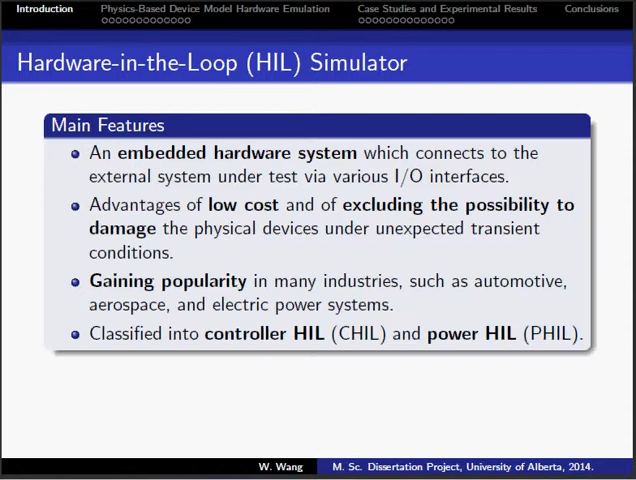 Introduction Physics-Based Device Model Hardware Emulation Case Studies and Experimental Results Conclusions
Hardware-in-the-Loop (HIL) Simulator
Main Features
An embedded hardware system which connects to the
external system under test via various I/O interfaces.
Advantages of low cost and of excluding the possibility to
damage the physical devices under unexpected transient
conditions.
Gaining popularity in many industries, such as automotive,
aerospace, and electric power systems.
Classified into controller HIL (CHIL) and power HIL (PHIL).
W. Wang M. Sc. Dissertation Project, University of Alberta, 2014.